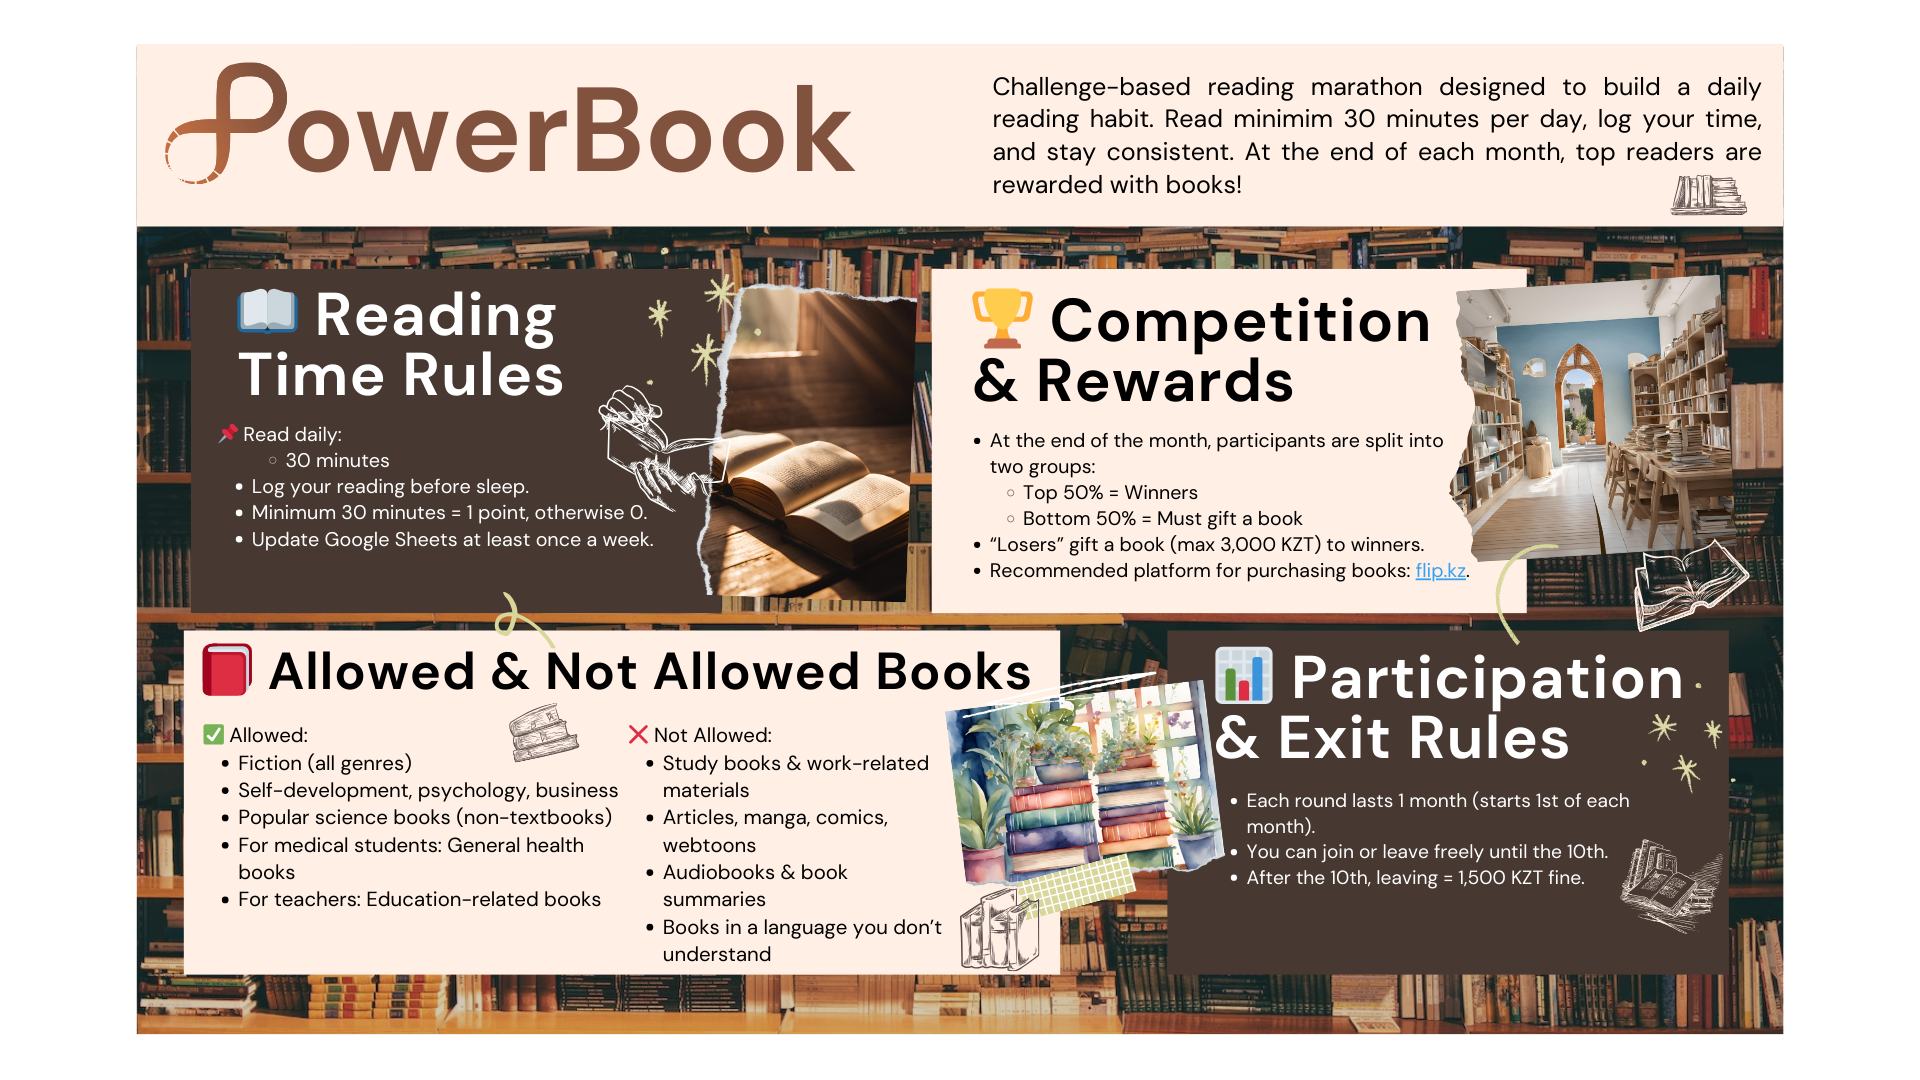 PowerBook
Challenge-based reading marathon designed to build a daily
reading habit. Read minimim 30 minutes per day, log your time,
and stay consistent. At the end of each month, top readers are
rewarded with books!
Reading
Time Rules
Read daily:
30 minutes
Log your reading before sleep.
Minimum 30 minutes = 1 point, otherwise 0.
Update Google Sheets at least once a week.
Competition
& Rewards
At the end of the month, participants are split into
two groups:
Top 50% = Winners
Bottom 50% = Must gift a book
“Losers” gift a book (max 3,000 KZT) to winners.
Recommended platform for purchasing books: flip.kz.
Allowed & Not Allowed Books
Allowed:
Fiction (all genres)
Self-development, psychology, business
Popular science books (non-textbooks)
For medical students: General health
books
For teachers: Education-related books
Not Allowed:
Study books & work-related
materials
Articles, manga, comics,
webtoons
Audiobooks & book
summaries
Books in a language you don’t
understand
Participation
& Exit Rules
Each round lasts 1 month (starts 1st of each
month).
You can join or leave freely until the 10th.
After the 10th, leaving = 1,500 KZT fine.